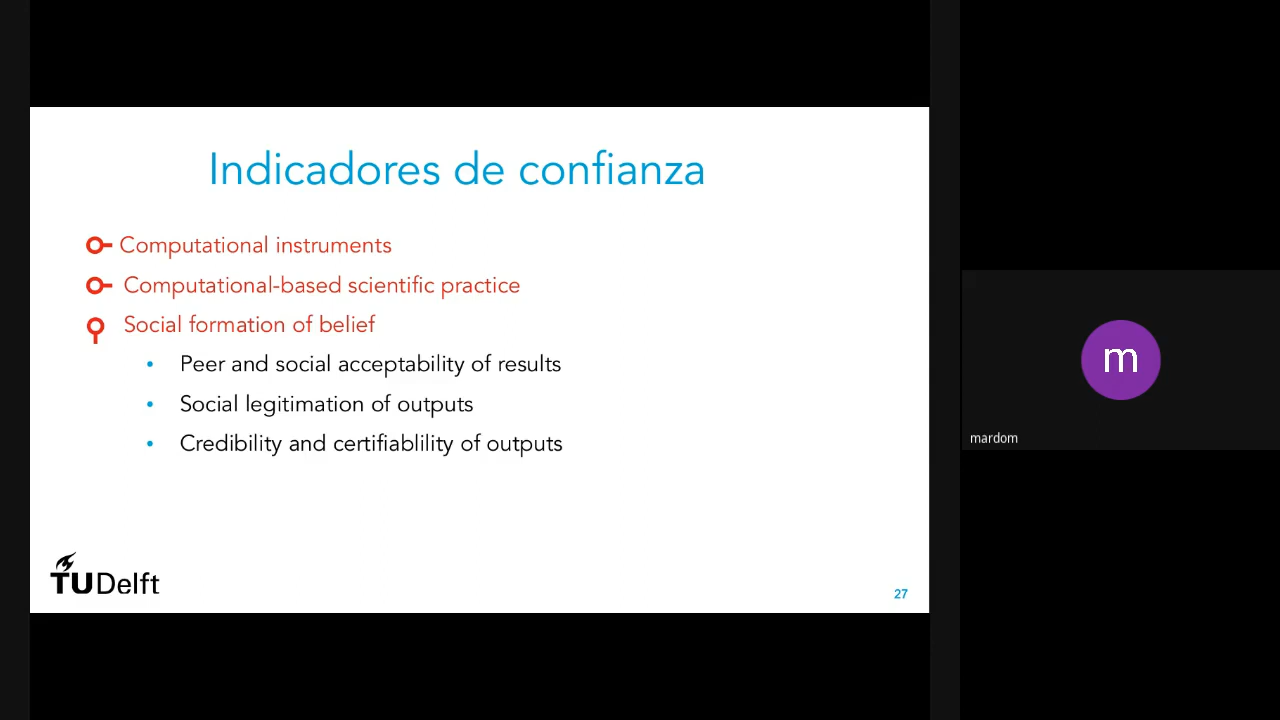 Indicadores de confianza
Computational instruments
Computational-based scientific practice
Social formation of belief
• Peer and social acceptability of results
• Social legitimation of outputs
• Credibility and certifiablility of outputs
TUDelft
27
m
mardom